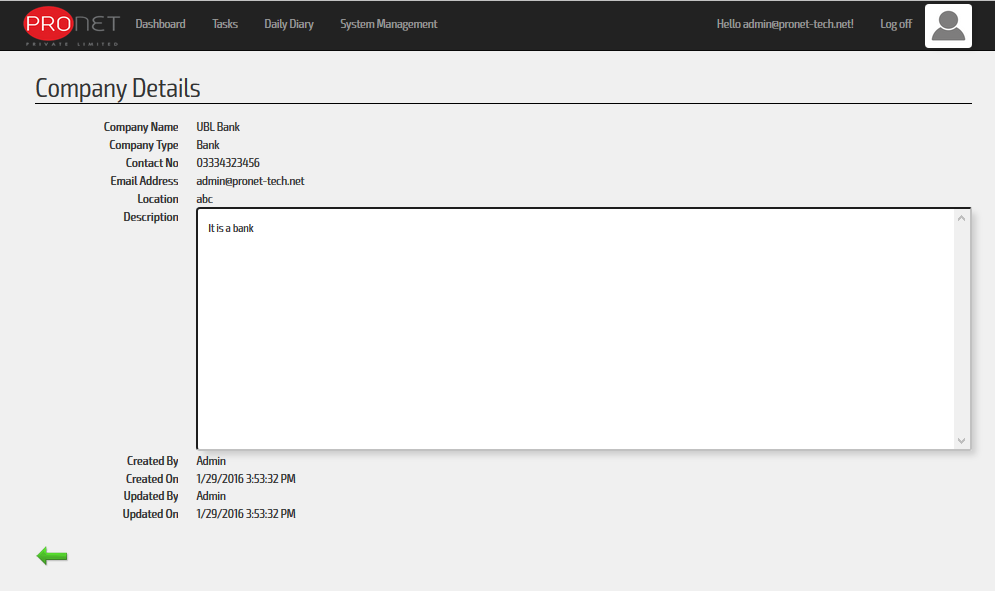 PRONET Dashboard Tasks Daily Diary System Management Hello admin@pronet-tech.net! Log off
PRIVATE LIMITED
Company Details
Company Name UBL Bank
Company Type Bank
Contact No 03334323456
Email Address admin@pronet-tech.net
Location abc
Description It is a bank
Created By Admin
Created On 1/29/2016 3:53:32 PM
Updated By Admin
Updated On 1/29/2016 3:53:32 PM